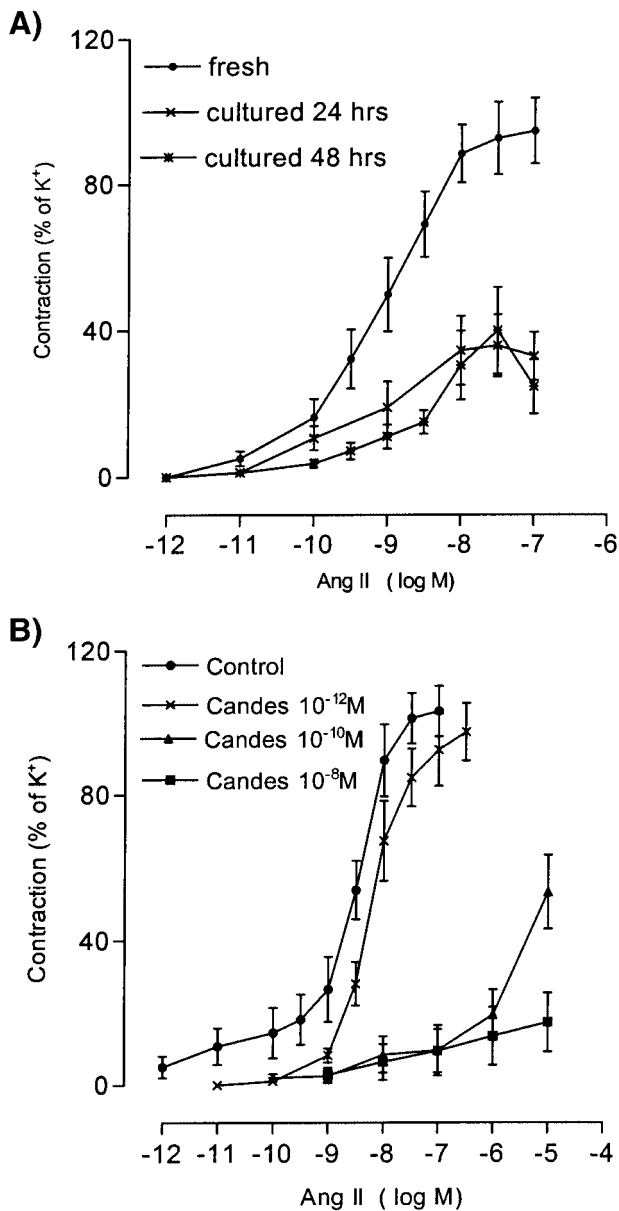 A)
120
80
40
0
Contraction (% of K⁺)
fresh
cultured 24 hrs
cultured 48 hrs
-12 -11 -10 -9 -8 -7 -6
Ang II ( log M)
B)
120
80
40
0
Contraction (% of K⁺)
Control
Candes 10⁻¹²M
Candes 10⁻¹⁰M
Candes 10⁻⁸M
-12 -11 -10 -9 -8 -7 -6 -5 -4
Ang II ( log M)